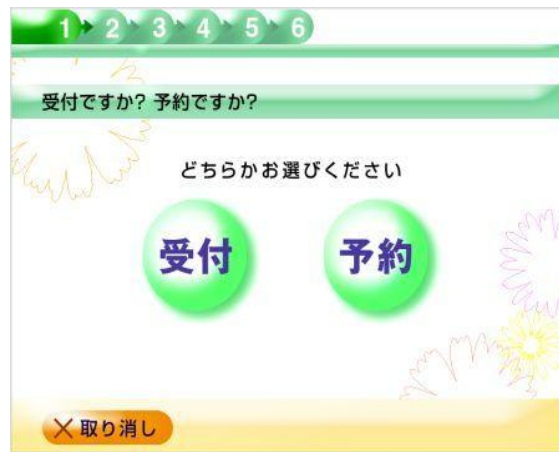 1 2 3 4 5 6
受付ですか? 予約ですか?
どちらかお選びください
受付 予約
取り消し